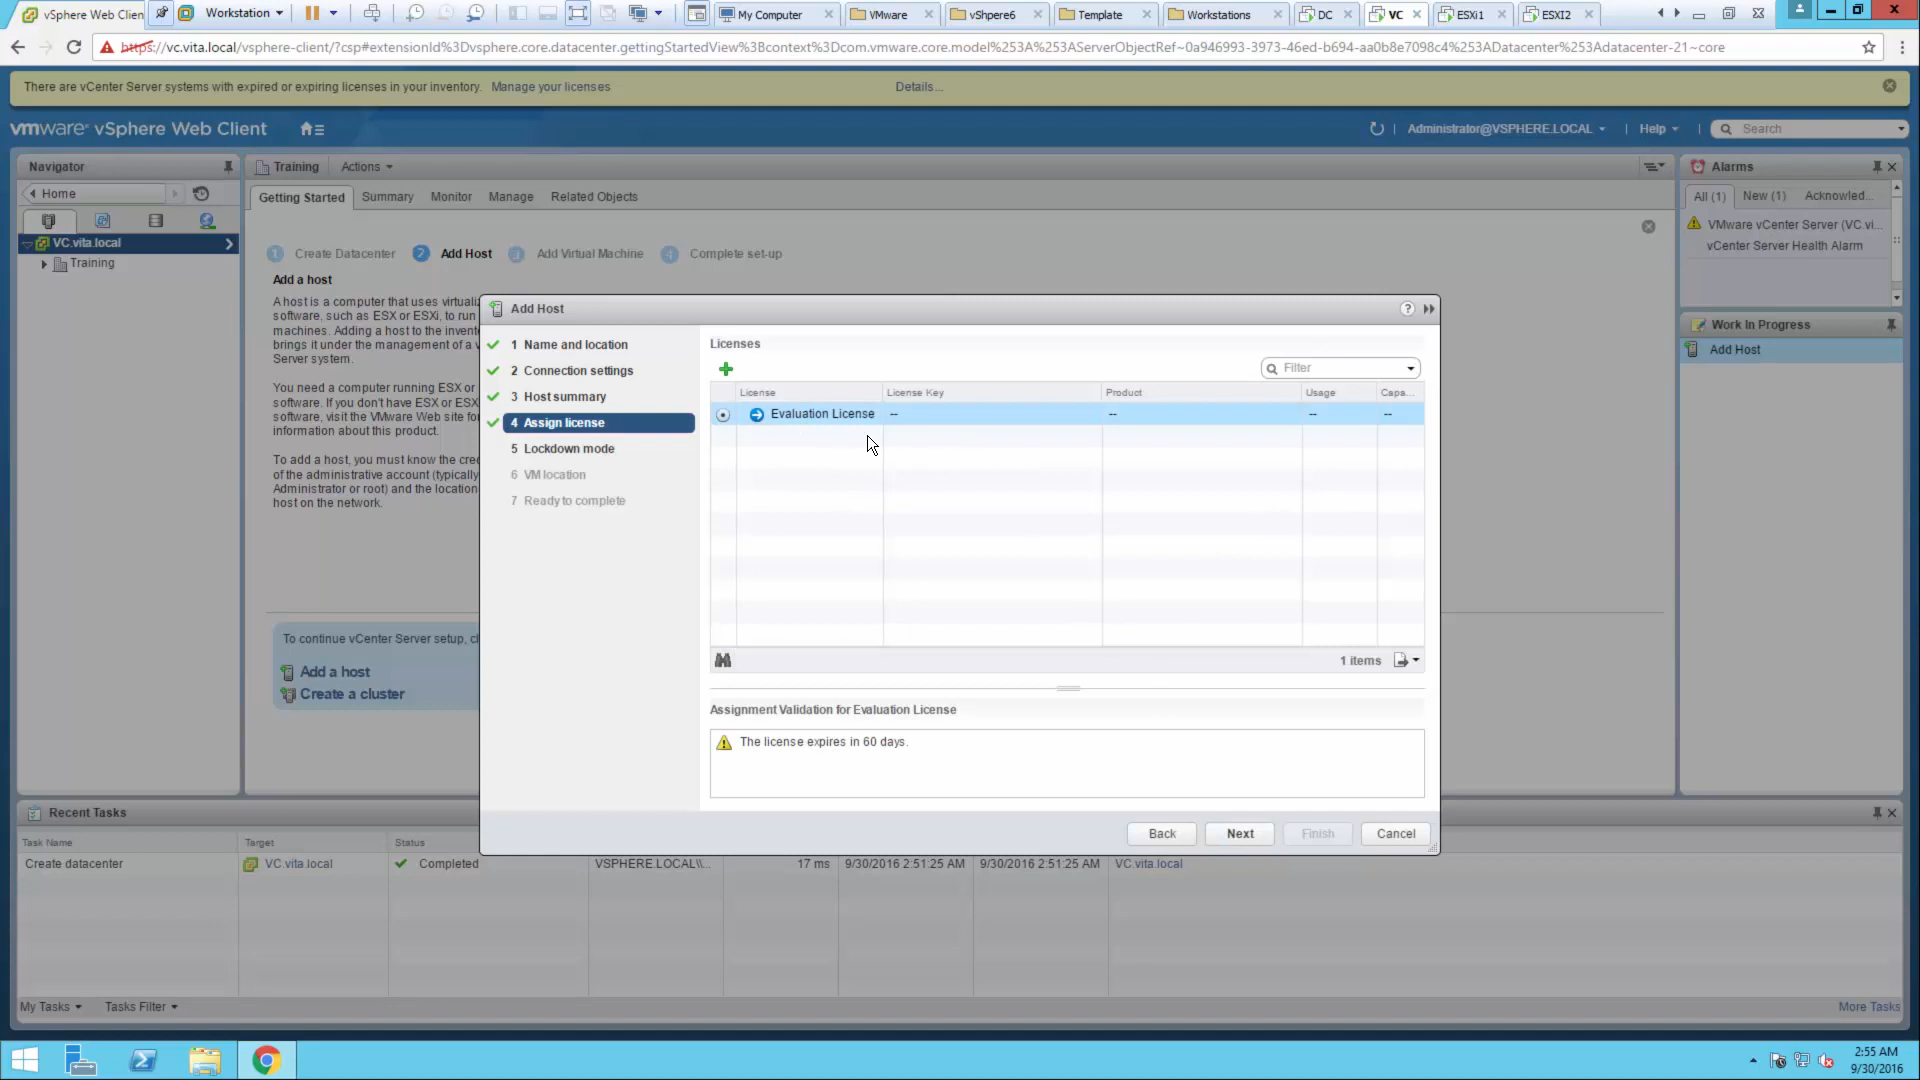 vSphere Web Clien
Workstation
My Computer
VMware
vShpere6
Template
Workstations
DC
VC
ESXi1
ESXI2
https://vc.vita.local/vsphere-client/?csp#extensionId%3Dvsphere.core.datacenter.gettingStartedView%3Bcontext%3Dcom.vmware.core.model%253A%253AServerObjectRef~0a946993-3973-46ed-b694-aa0b8e7098c4%253ADatacenter%253Adatacenter-21~core
There are vCenter Server systems with expired or expiring licenses in your inventory. Manage your licenses
Details...
vmware® vSphere Web Client
Administrator@VSPHERE.LOCAL
Help
Search
Navigator
Home
VC.vita.local
Training
Training
Actions
Getting Started
Summary
Monitor
Manage
Related Objects
1 Create Datacenter
2 Add Host
3 Add Virtual Machine
4 Complete set-up
Add a host
A host is a computer that uses virtualiz
software, such as ESX or ESXi, to run
machines. Adding a host to the invento
brings it under the management of a v
Server system.
You need a computer running ESX or
software. If you don't have ESX or ESX
software, visit the VMware Web site for
information about this product.
To add a host, you must know the cred
of the administrative account (typically
Administrator or root) and the location
host on the network.
To continue vCenter Server setup, cl
Add a host
Create a cluster
Add Host
1 Name and location
2 Connection settings
3 Host summary
4 Assign license
5 Lockdown mode
6 VM location
7 Ready to complete
Licenses
Filter
License
License Key
Product
Usage
Capa...
Evaluation License
--
--
--
--
1 items
Assignment Validation for Evaluation License
The license expires in 60 days.
Back
Next
Finish
Cancel
Alarms
All (1)
New (1)
Acknowled...
VMware vCenter Server (VC.vi...
vCenter Server Health Alarm
Work In Progress
Add Host
Recent Tasks
Task Name
Target
Status
Create datacenter
VC.vita.local
Completed
VSPHERE.LOCAL\\...
17 ms
9/30/2016 2:51:25 AM
9/30/2016 2:51:25 AM
VC.vita.local
My Tasks
Tasks Filter
More Tasks
2:55 AM
9/30/2016